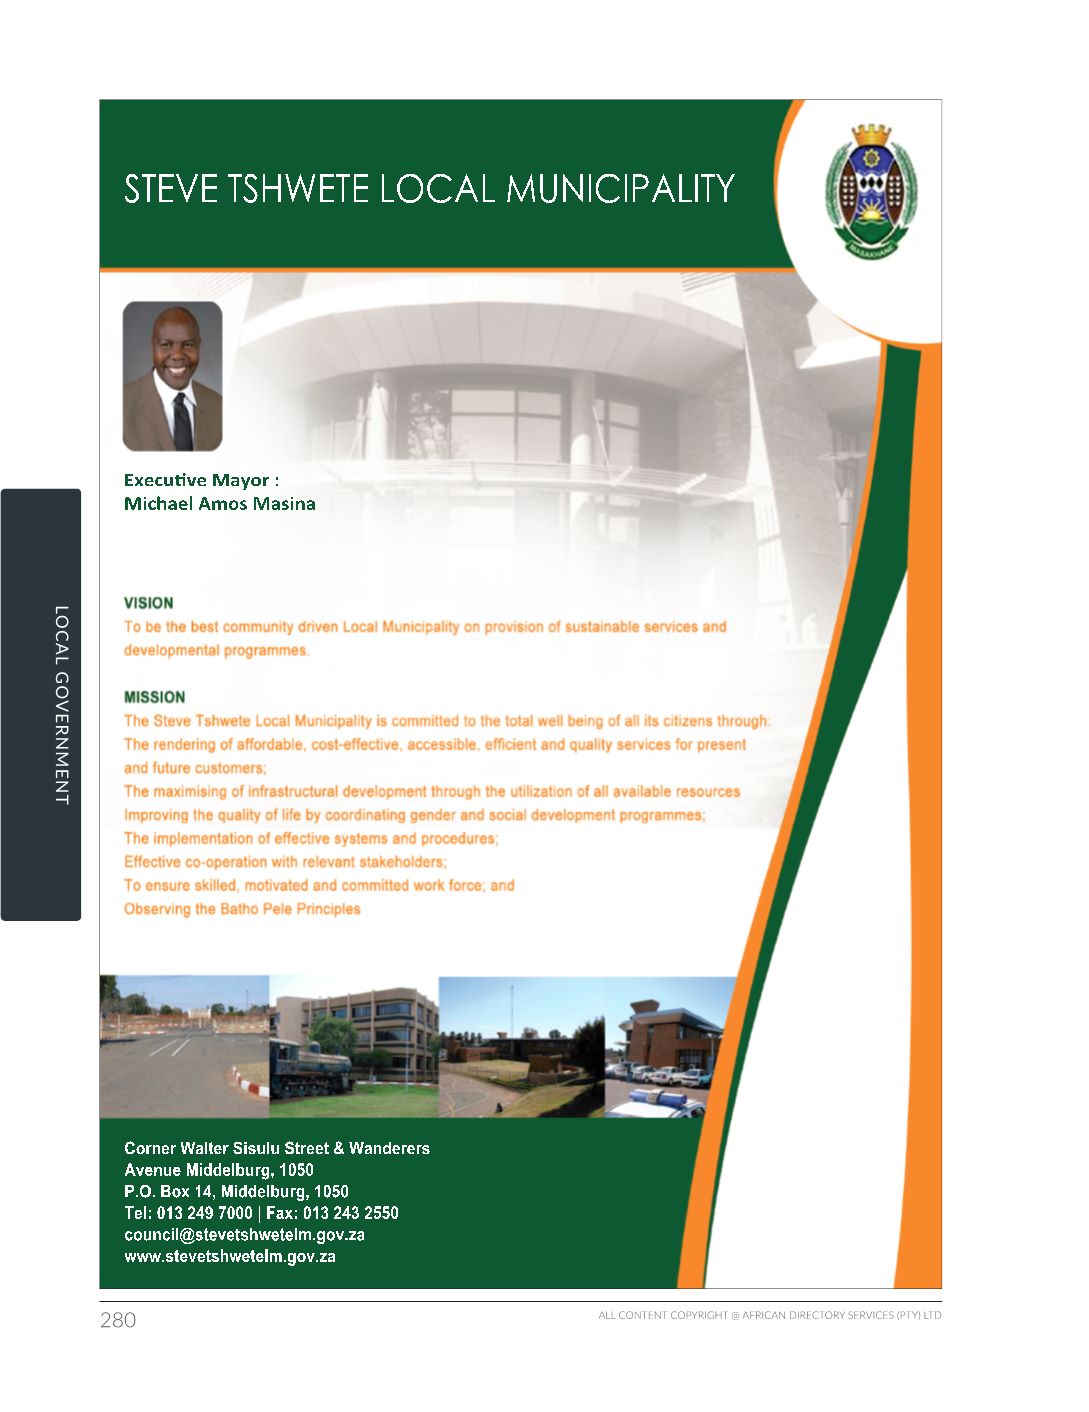 STEVE TSHWETE LOCAL MUNICIPALITY
MASAKHANE
Executive Mayor :
Michael Amos Masina
VISION
To be the best community driven Local Municipality on provision of sustainable services and
developmental programmes.
MISSION
The Steve Tshwete Local Municipality is committed to the total well being of all its citizens through:
The rendering of affordable, cost-effective, accessible, efficient and quality services for present
and future customers;
The maximising of infrastructural development through the utilization of all available resources
Improving the quality of life by coordinating gender and social development programmes;
The implementation of effective systems and procedures;
Effective co-operation with relevant stakeholders;
To ensure skilled, motivated and committed work force; and
Observing the Batho Pele Principles
LOCAL GOVERNMENT
Corner Walter Sisulu Street & Wanderers
Avenue Middelburg, 1050
P.O. Box 14, Middelburg, 1050
Tel: 013 249 7000 | Fax: 013 243 2550
council@stevetshwetelm.gov.za
www.stevetshwetelm.gov.za
280
ALL CONTENT COPYRIGHT @ AFRICAN DIRECTORY SERVICES (PTY) LTD